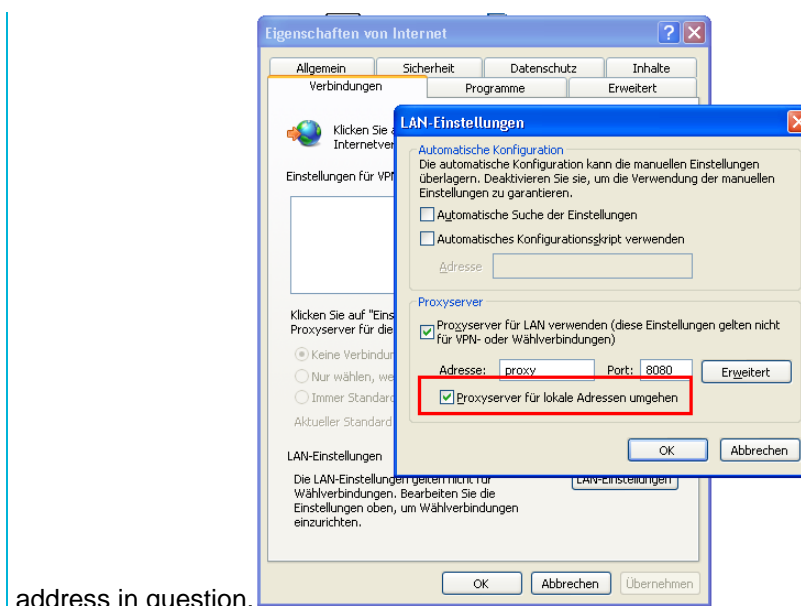 Eigenschaften von Internet
Allgemein Sicherheit Datenschutz Inhalte
Verbindungen Programme Erweitert
Klicken Sie
Internetver
Einstellungen für VPN
Klicken Sie auf "Eins
Proxyserver für die
Keine Verbindun
Nur wählen, we
Immer Standard
Aktueller Standard
LAN-Einstellungen
Die LAN-Einstellungen gelten nicht für
Wählverbindungen. Bearbeiten Sie die
Einstellungen oben, um Wählverbindungen
einzurichten.
LAN-Einstellungen
OK Abbrechen Übernehmen
LAN-Einstellungen
Automatische Konfiguration
Die automatische Konfiguration kann die manuellen Einstellungen
überlagern. Deaktivieren Sie sie, um die Verwendung der manuellen
Einstellungen zu garantieren.
Automatische Suche der Einstellungen
Automatisches Konfigurationsskript verwenden
Adresse
Proxyserver
Proxyserver für LAN verwenden (diese Einstellungen gelten nicht
für VPN- oder Wählverbindungen)
Adresse: proxy Port: 8080 Erweitert
Proxyserver für lokale Adressen umgehen
OK Abbrechen
address in question.